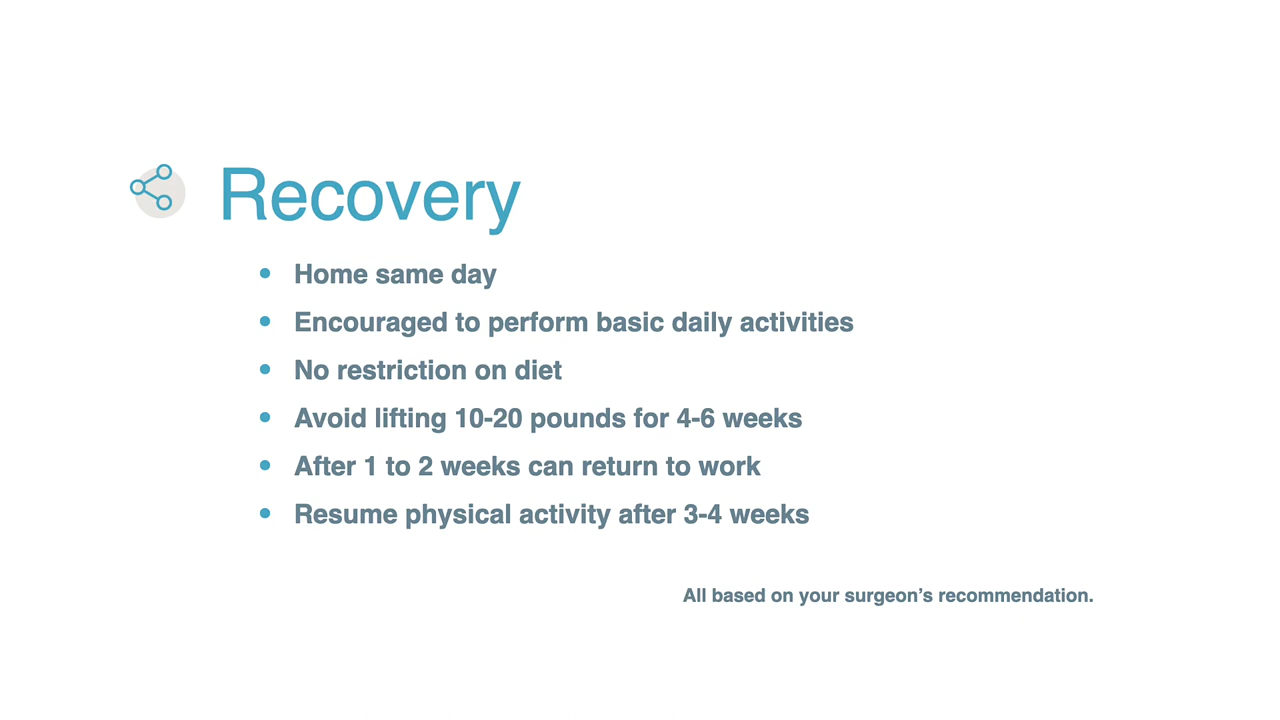 Recovery
• Home same day
• Encouraged to perform basic daily activities
• No restriction on diet
• Avoid lifting 10-20 pounds for 4-6 weeks
• After 1 to 2 weeks can return to work
• Resume physical activity after 3-4 weeks
All based on your surgeon’s recommendation.